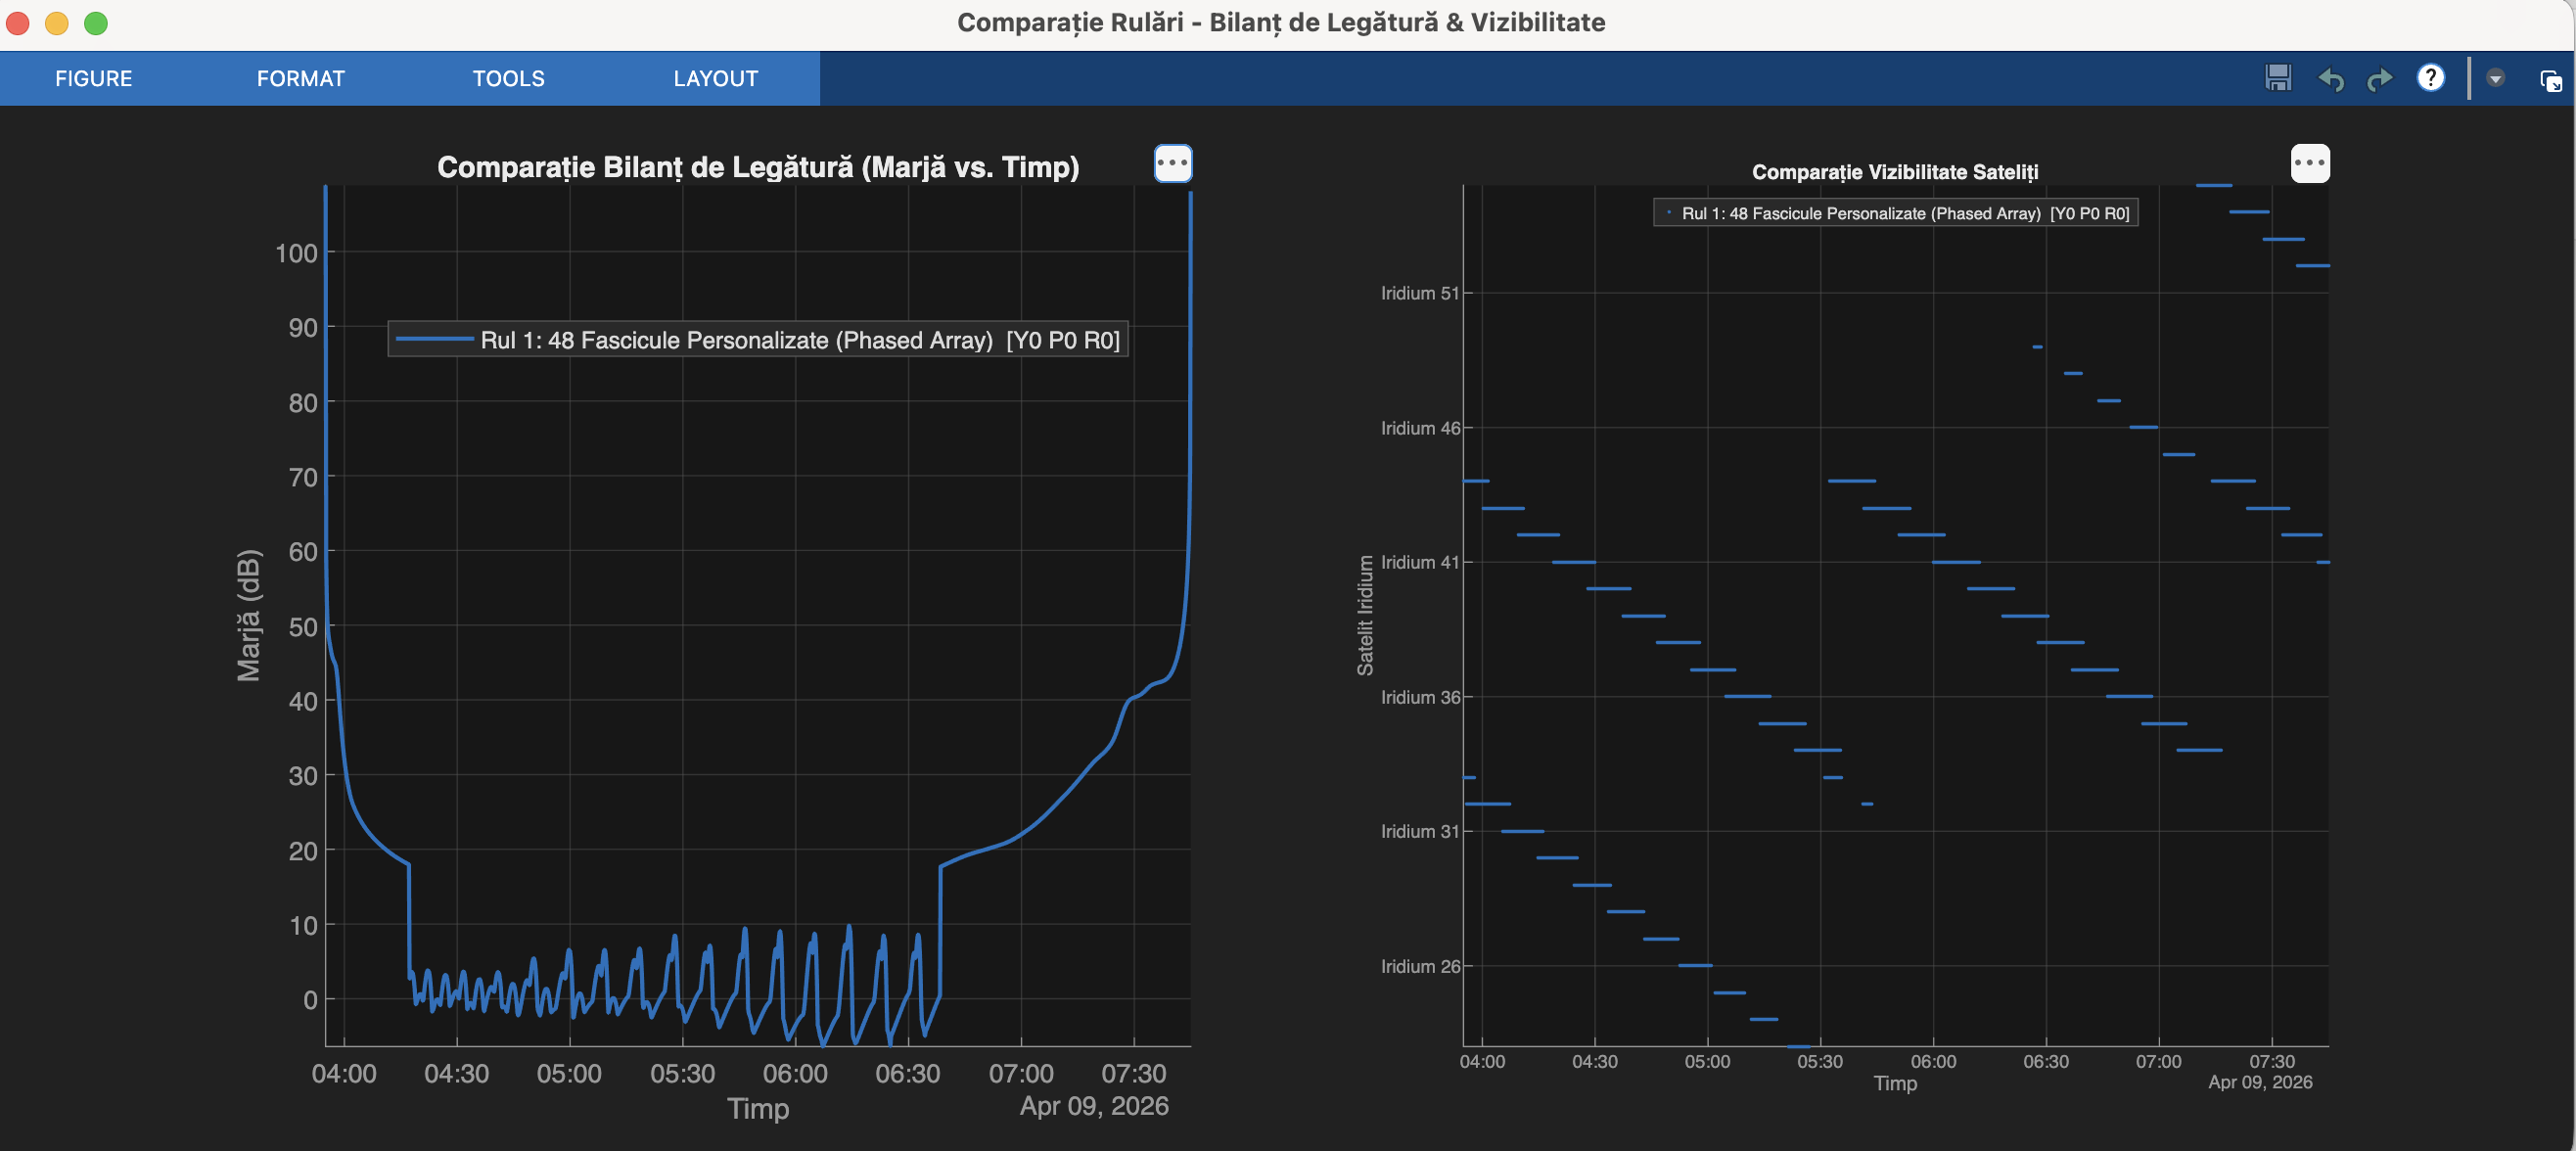 Comparație Rulări - Bilanț de Legătură & Vizibilitate
FIGURE FORMAT TOOLS LAYOUT
Comparație Bilanț de Legătură (Marjă vs. Timp)
Rul 1: 48 Fascicule Personalizate (Phased Array) [Y0 P0 R0]
Marjă (dB)
100
90
80
70
60
50
40
30
20
10
0
04:00 04:30 05:00 05:30 06:00 06:30 07:00 07:30
Timp
Apr 09, 2026
Comparație Vizibilitate Sateliți
Rul 1: 48 Fascicule Personalizate (Phased Array) [Y0 P0 R0]
Satelit Iridium
Iridium 51
Iridium 46
Iridium 41
Iridium 36
Iridium 31
Iridium 26
04:00 04:30 05:00 05:30 06:00 06:30 07:00 07:30
Timp
Apr 09, 2026